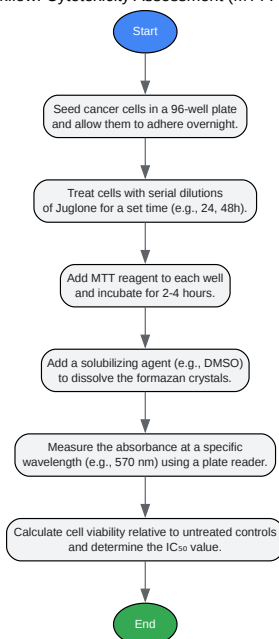 Cytotoxicity Assessment (MTT
Start
Seed cancer cells in a 96-well plate
and allow them to adhere overnight.
Treat cells with serial dilutions
of Juglone for a set time (e.g., 24, 48h).
Add MTT reagent to each well
and incubate for 2-4 hours.
Add a solubilizing agent (e.g., DMSO)
to dissolve the formazan crystals.
Measure the absorbance at a specific
wavelength (e.g., 570 nm) using a plate reader.
Calculate cell viability relative to untreated controls
and determine the IC₅₀ value.
End